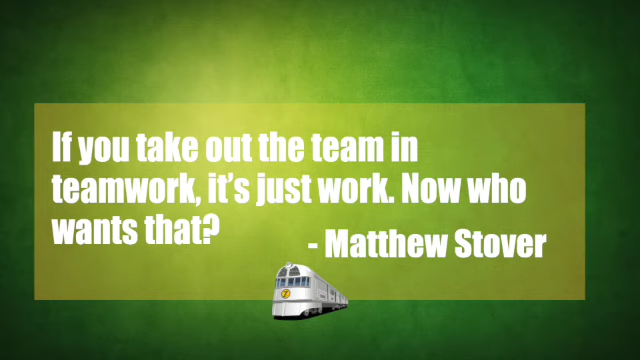 If you take out the team in
teamwork, it’s just work. Now who
wants that?
- Matthew Stover